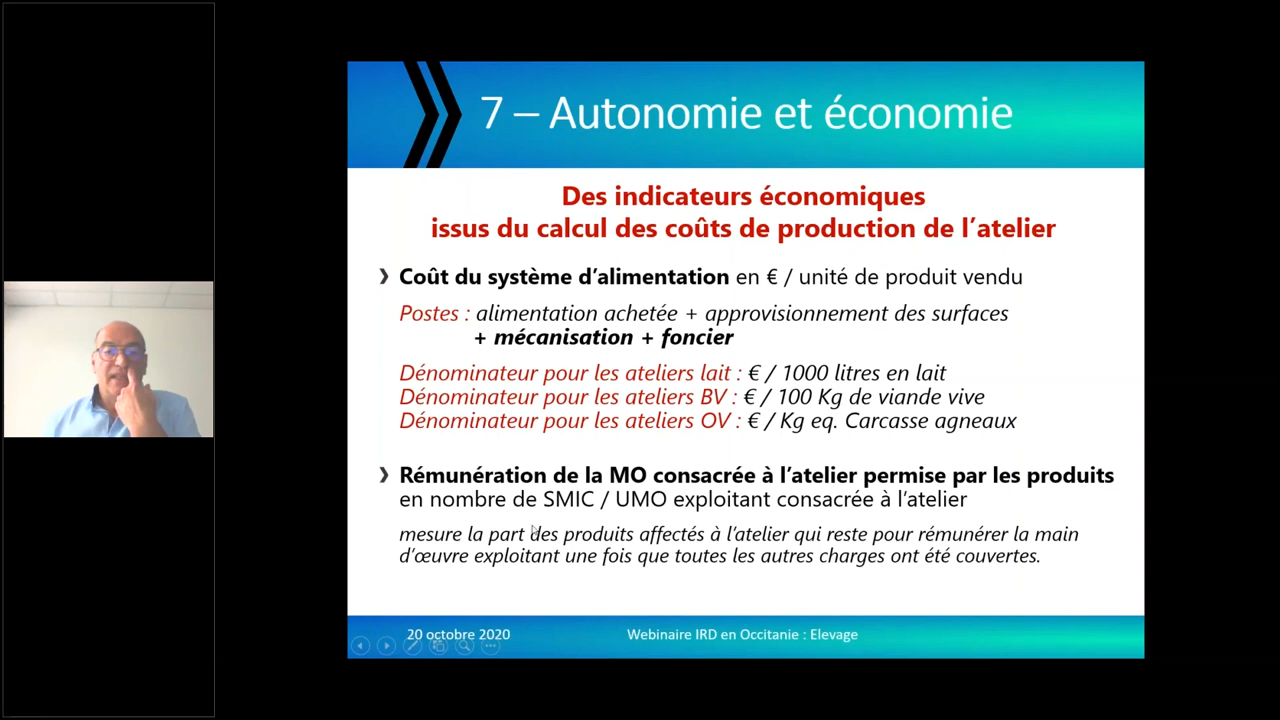 7 – Autonomie et économie
Des indicateurs économiques
issus du calcul des coûts de production de l’atelier
Coût du système d’alimentation en € / unité de produit vendu
Postes : alimentation achetée + approvisionnement des surfaces
+ mécanisation + foncier
Dénominateur pour les ateliers lait : € / 1000 litres en lait
Dénominateur pour les ateliers BV : € / 100 Kg de viande vive
Dénominateur pour les ateliers OV : € / Kg eq. Carcasse agneaux
Rémunération de la MO consacrée à l’atelier permise par les produits
en nombre de SMIC / UMO exploitant consacrée à l’atelier
mesure la part des produits affectés à l’atelier qui reste pour rémunérer la main
d’œuvre exploitant une fois que toutes les autres charges ont été couvertes.
20 octobre 2020
Webinaire IRD en Occitanie : Elevage